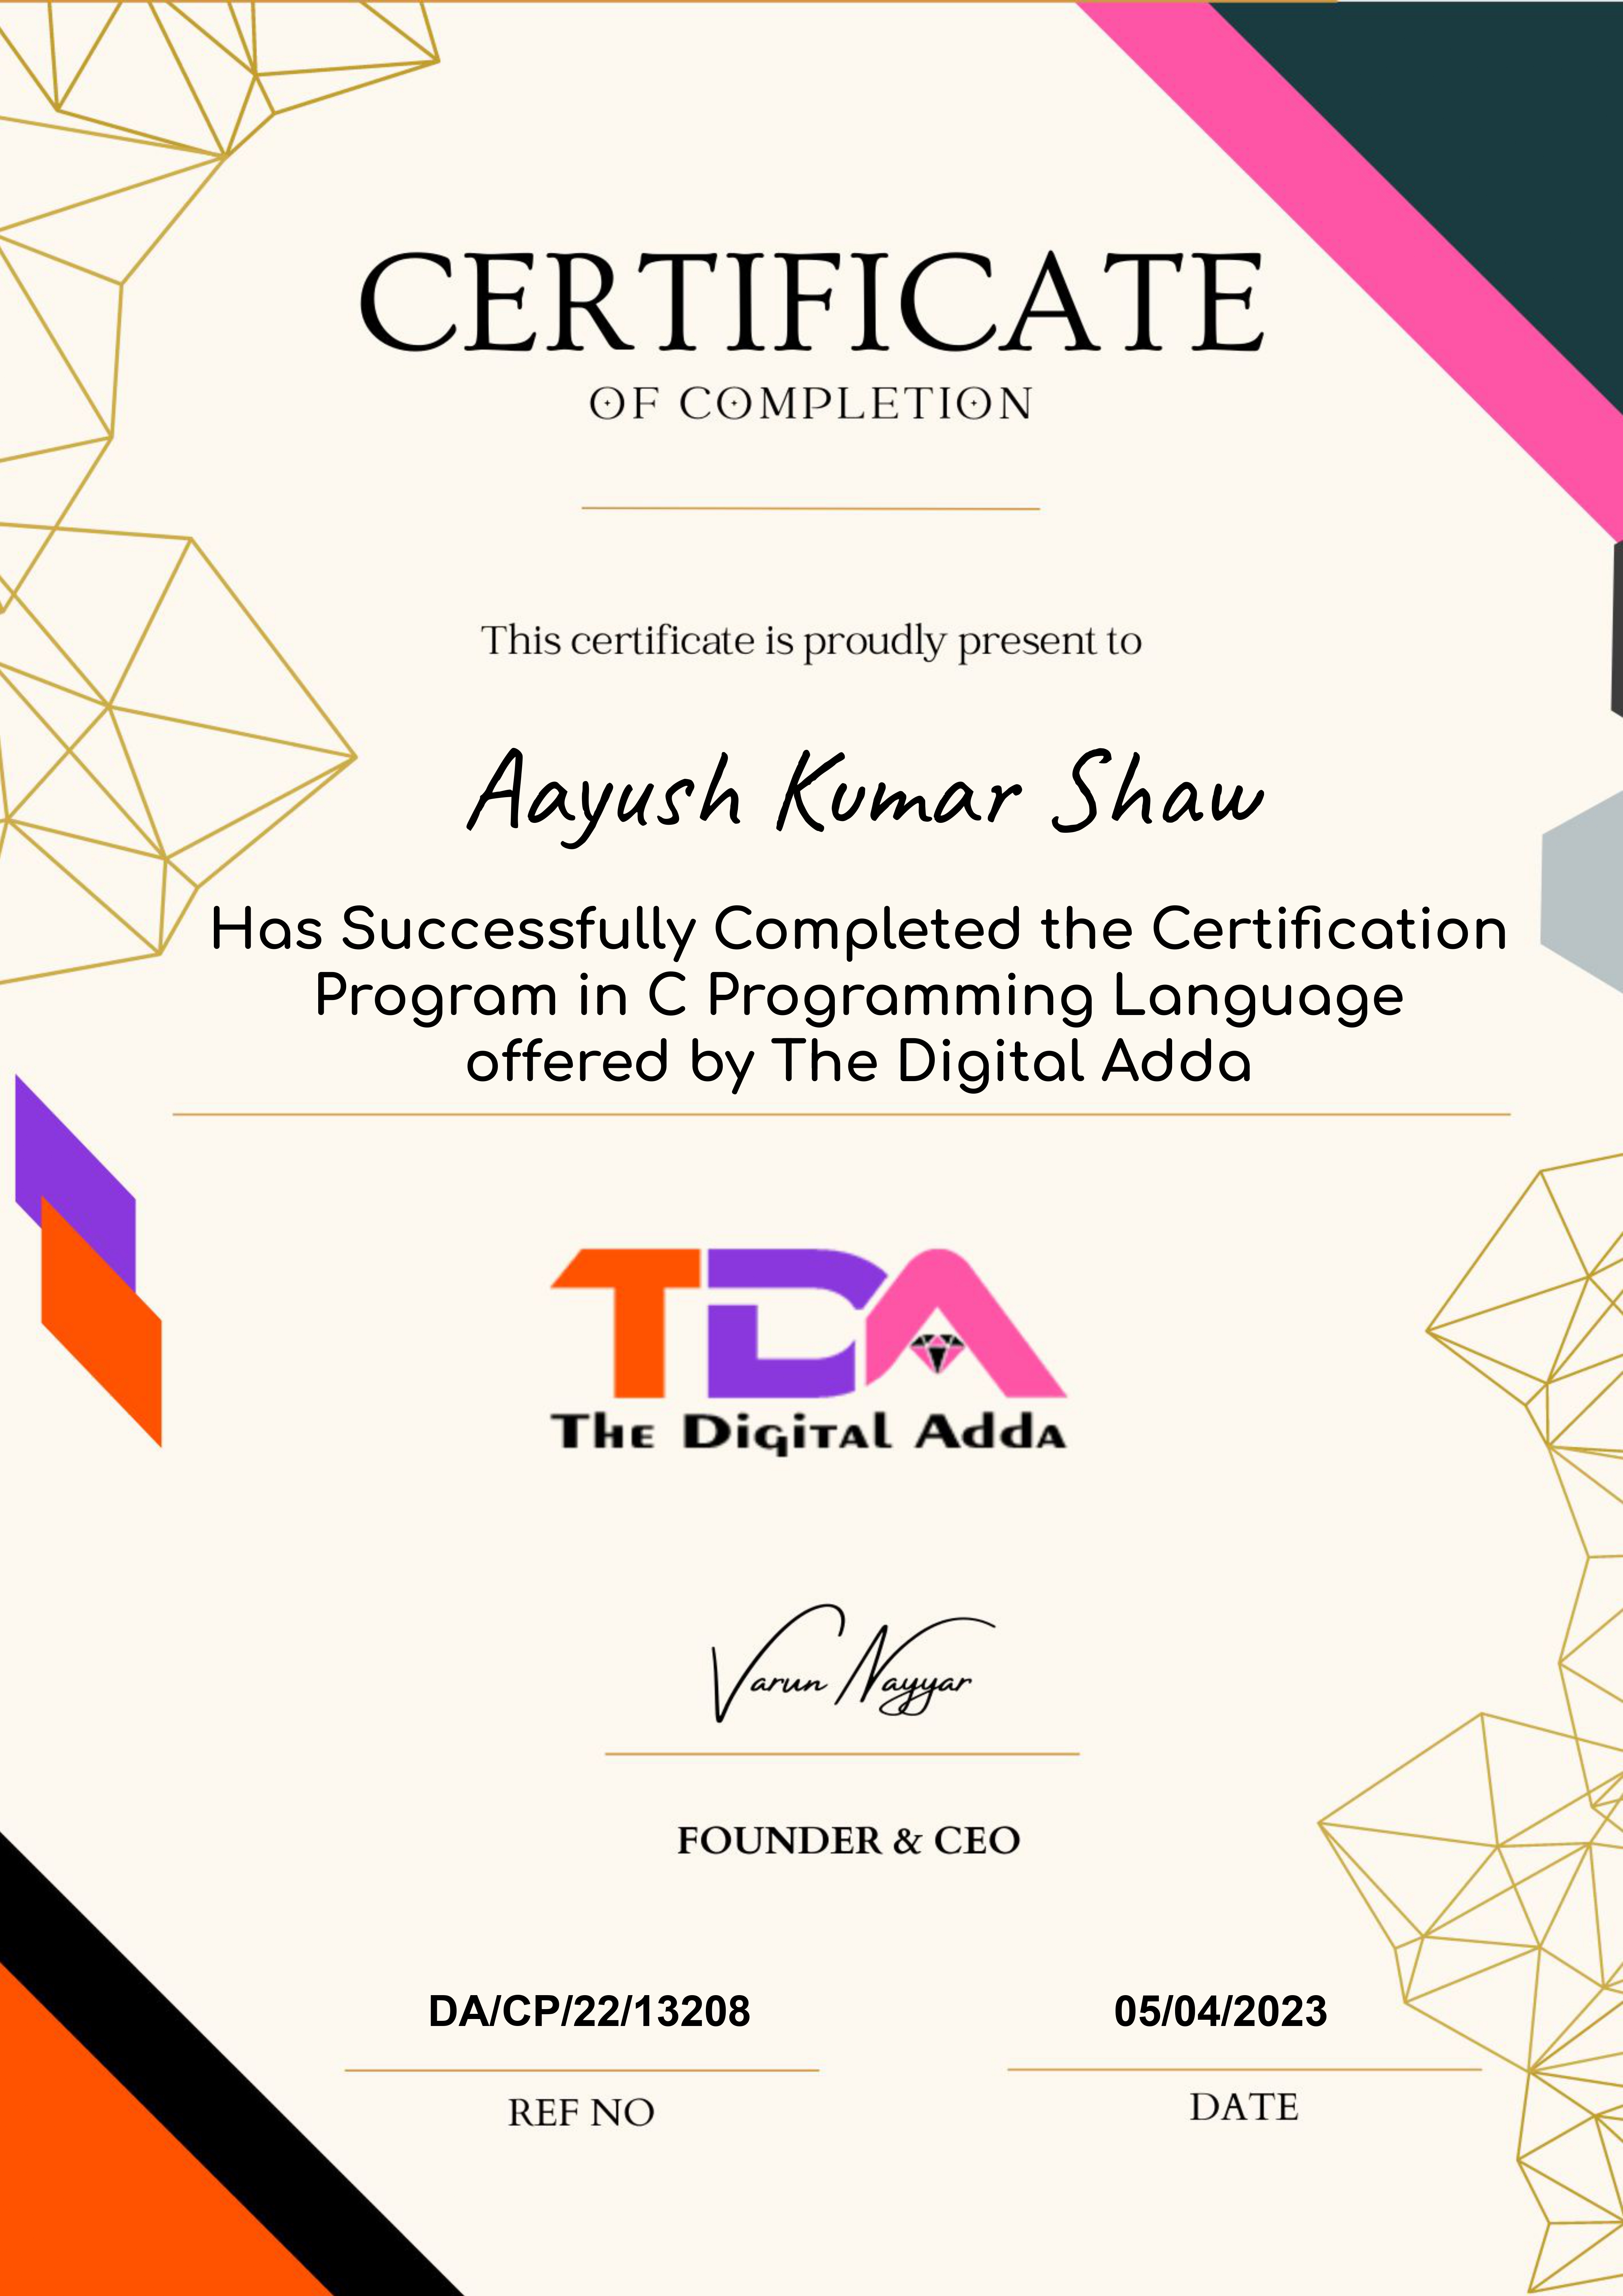 CERTIFICATE
OF COMPLETION
This certificate is proudly present to
Aayush Kumar Shaw
Has Successfully Completed the Certification
Program in C Programming Language
offered by The Digital Adda
TDA
The Digital Adda
Varun Nayyar
FOUNDER & CEO
DA/CP/22/13208
05/04/2023
REF NO
DATE